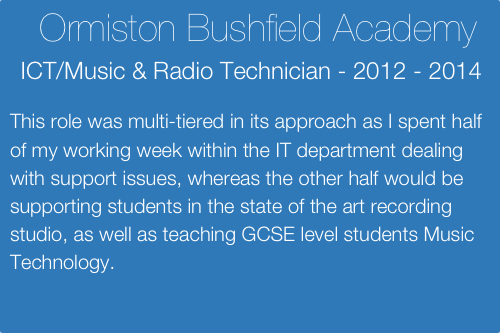 Ormiston Bushfield Academy
ICT/Music & Radio Technician - 2012 - 2014
This role was multi-tiered in its approach as I spent half
of my working week within the IT department dealing
with support issues, whereas the other half would be
supporting students in the state of the art recording
studio, as well as teaching GCSE level students Music
Technology.